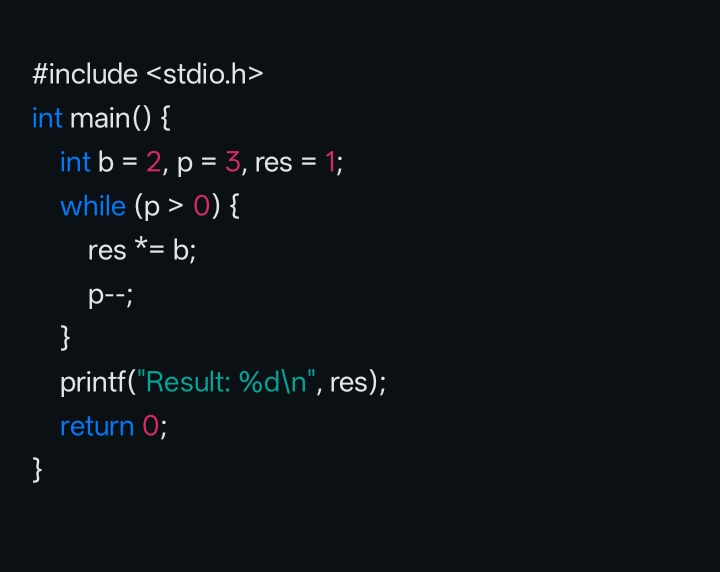 #include <stdio.h>
int main() {
    int b = 2, p = 3, res = 1;
    while (p > 0) {
        res *= b;
        p--;
    }
    printf("Result: %d\n", res);
    return 0;
}